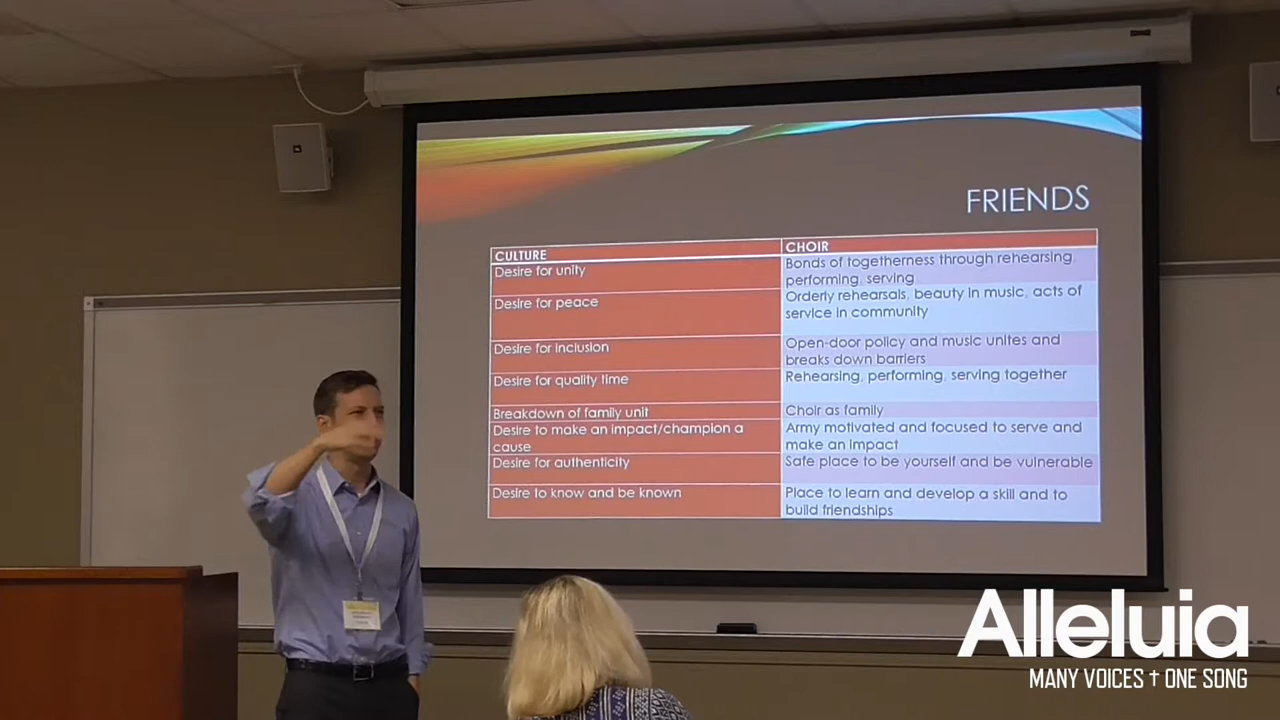 FRIENDS
CULTURE
CHOIR
Desire for unity
Bonds of togetherness through rehearsing,
performing, serving
Desire for peace
Orderly rehearsals, beauty in music, acts of
service in community
Desire for inclusion
Open-door policy and music unites and
breaks down barriers
Desire for quality time
Rehearsing, performing, serving together
Breakdown of family unit
Choir as family
Desire to make an impact/champion a
cause
Army motivated and focused to serve and
make an impact
Desire for authenticity
Safe place to be yourself and be vulnerable
Desire to know and be known
Place to learn and develop a skill and to
build friendships
Alleluia
MANY VOICES † ONE SONG